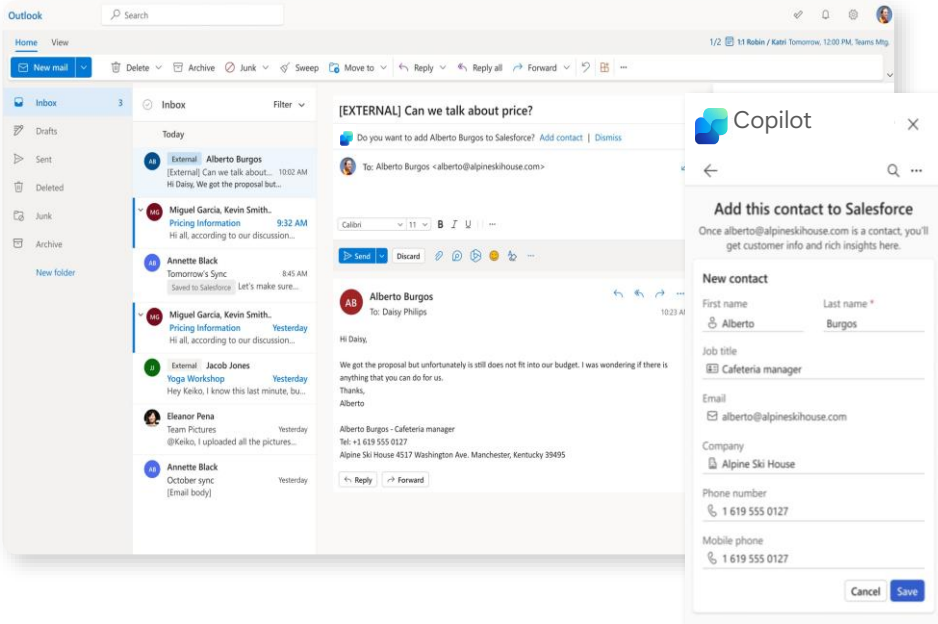 Outlook
Search
Home View
1/2 1:1 Robin / Katri Tomorrow, 12:00 PM, Teams Mtg.
New mail Delete Archive Junk Sweep Move to Reply Reply all Forward
Inbox 3
Drafts
Sent
Deleted
Junk
Archive
New folder
Inbox Filter
Today
AB External Alberto Burgos
[External] Can we talk about... 10:02 AM
Hi Daisy, We got the proposal but...
MG Miguel Garcia, Kevin Smith..
Pricing Information 9:32 AM
Hi all, according to our discussion...
AB Annette Black
Tomorrow's Sync 8:45 AM
Saved to Salesforce Let's make sure...
MG Miguel Garcia, Kevin Smith..
Pricing Information Yesterday
Hi all, according to our discussion...
JJ External Jacob Jones
Yoga Workshop Yesterday
Hey Keiko, I know this last minute, bu...
Eleanor Pena
Team Pictures Yesterday
@Keiko, I uploaded all the pictures...
AB Annette Black
October sync Yesterday
[Email body]
[EXTERNAL] Can we talk about price?
Do you want to add Alberto Burgos to Salesforce? Add contact | Dismiss
To: Alberto Burgos <alberto@alpineskihouse.com>
Calibri 11 B I U
Send Discard
AB Alberto Burgos
To: Daisy Philips
10:23 AM
Hi Daisy,
We got the proposal but unfortunately is still does not fit into our budget. I was wondering if there is
anything that you can do for us.
Thanks,
Alberto
Alberto Burgos - Cafeteria manager
Tel: +1 619 555 0127
Alpine Ski House 4517 Washington Ave. Manchester, Kentucky 39495
Reply Forward
Copilot
Add this contact to Salesforce
Once alberto@alpineskihouse.com is a contact, you'll
get customer info and rich insights here.
New contact
First name Last name *
Alberto Burgos
Job title
Cafeteria manager
Email
alberto@alpineskihouse.com
Company
Alpine Ski House
Phone number
1 619 555 0127
Mobile phone
1 619 555 0127
Cancel Save